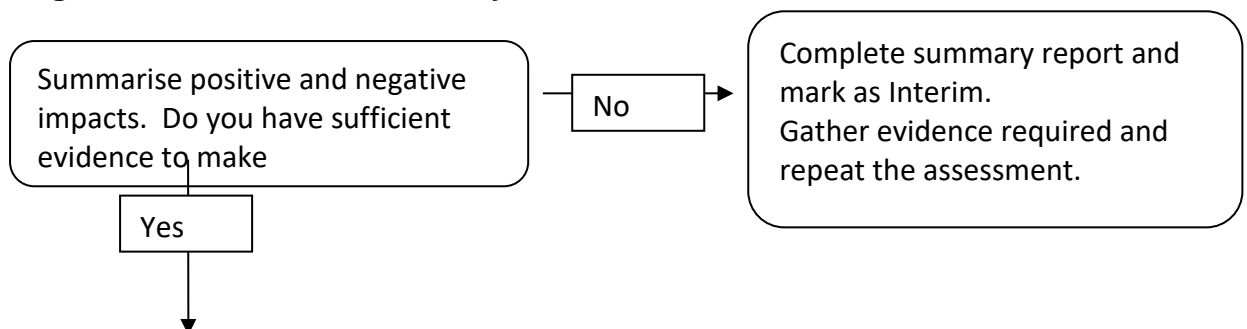 Summarise positive and negative
impacts.  Do you have sufficient
evidence to make
No
Complete summary report and
mark as Interim.
Gather evidence required and
repeat the assessment.
Yes